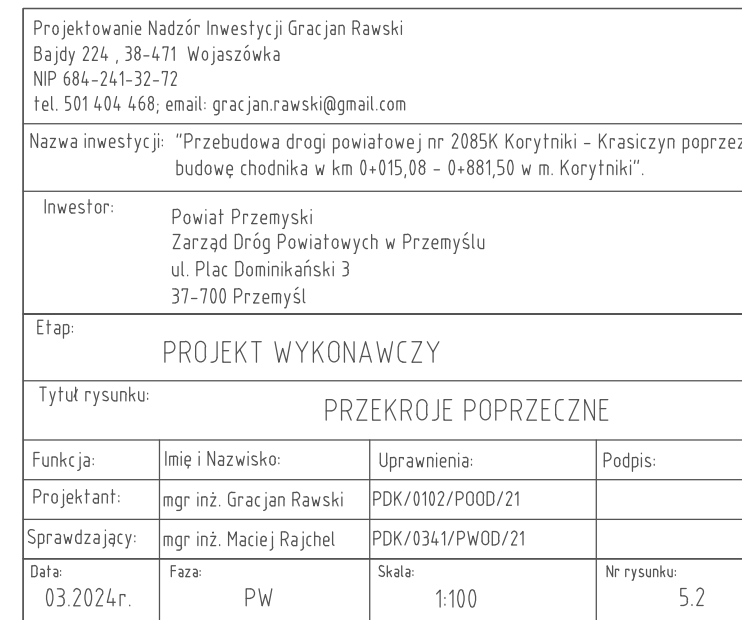 Projektowanie Nadzór Inwestycji Gracjan Rawski
Bajdy 224 , 38-471 Wojaszówka
NIP 684-241-32-72
tel. 501 404 468; email: gracjan.rawski@gmail.com
Nazwa inwestycji: "Przebudowa drogi powiatowej nr 2085K Korytniki - Krasiczyn poprzez
budowę chodnika w km 0+015,08 - 0+881,50 w m. Korytniki".
Inwestor:
Powiat Przemyski
Zarząd Dróg Powiatowych w Przemyślu
ul. Plac Dominikański 3
37-700 Przemyśl
Etap:
PROJEKT WYKONAWCZY
Tytuł rysunku:
PRZEKROJE POPRZECZNE
Funkcja: Imię i Nazwisko: Uprawnienia: Podpis:
Projektant: mgr inż. Gracjan Rawski PDK/0102/POOD/21
Sprawdzający: mgr inż. Maciej Rajchel PDK/0341/PWOD/21
Data: Faza: Skala: Nr rysunku:
03.2024r. PW 1:100 5.2